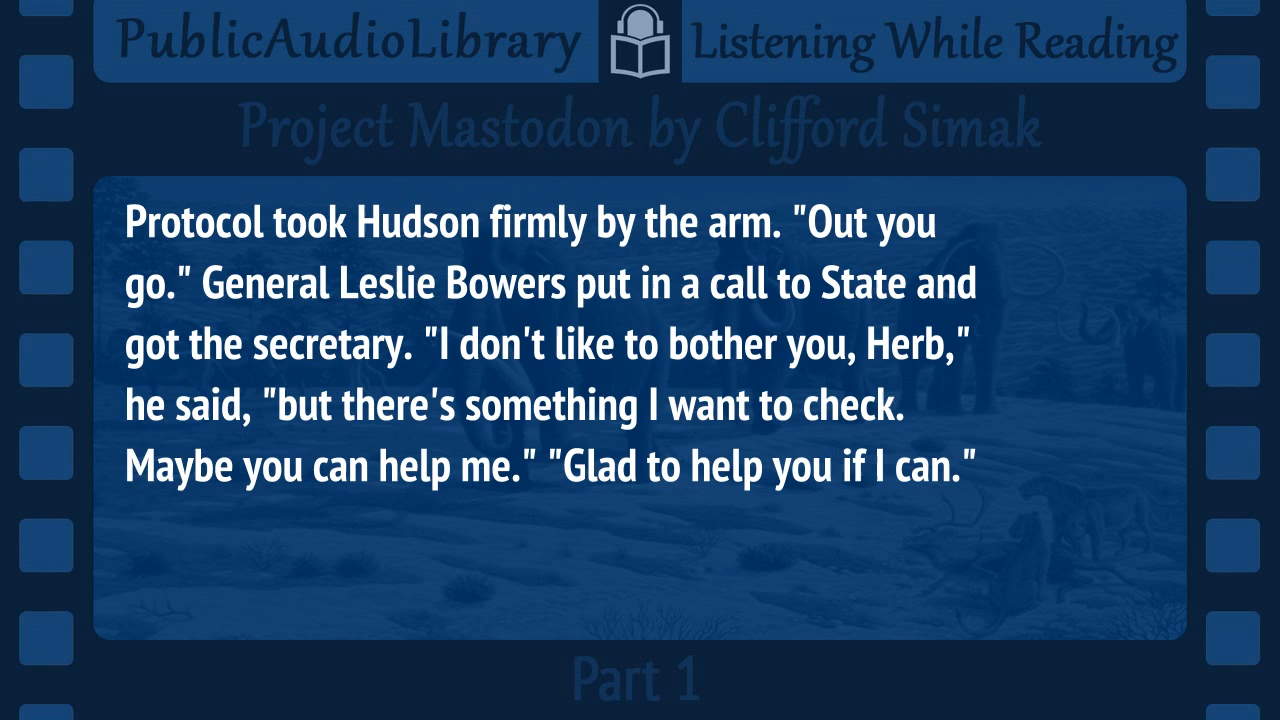 PublicAudioLibrary Listening While Reading
Project Mastodon by Clifford Simak
Protocol took Hudson firmly by the arm. "Out you
go." General Leslie Bowers put in a call to State and
got the secretary. "I don't like to bother you, Herb,"
he said, "but there's something I want to check.
Maybe you can help me." "Glad to help you if I can."
Part 1